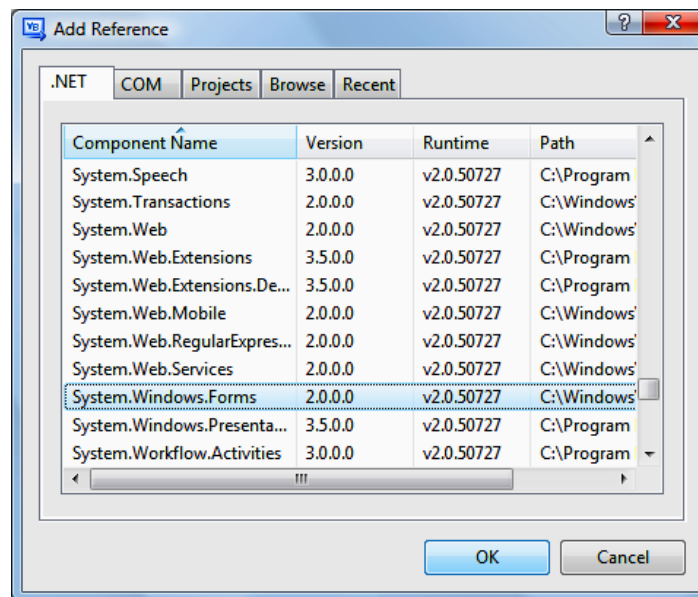 VB Add Reference
.NET COM Projects Browse Recent
Component Name Version Runtime Path
System.Speech 3.0.0.0 v2.0.50727 C:\Program
System.Transactions 2.0.0.0 v2.0.50727 C:\Windows
System.Web 2.0.0.0 v2.0.50727 C:\Windows
System.Web.Extensions 3.5.0.0 v2.0.50727 C:\Program
System.Web.Extensions.De... 3.5.0.0 v2.0.50727 C:\Program
System.Web.Mobile 2.0.0.0 v2.0.50727 C:\Windows
System.Web.RegularExpres... 2.0.0.0 v2.0.50727 C:\Windows
System.Web.Services 2.0.0.0 v2.0.50727 C:\Windows
System.Windows.Forms 2.0.0.0 v2.0.50727 C:\Windows
System.Windows.Presenta... 3.5.0.0 v2.0.50727 C:\Program
System.Workflow.Activities 3.0.0.0 v2.0.50727 C:\Program
OK Cancel